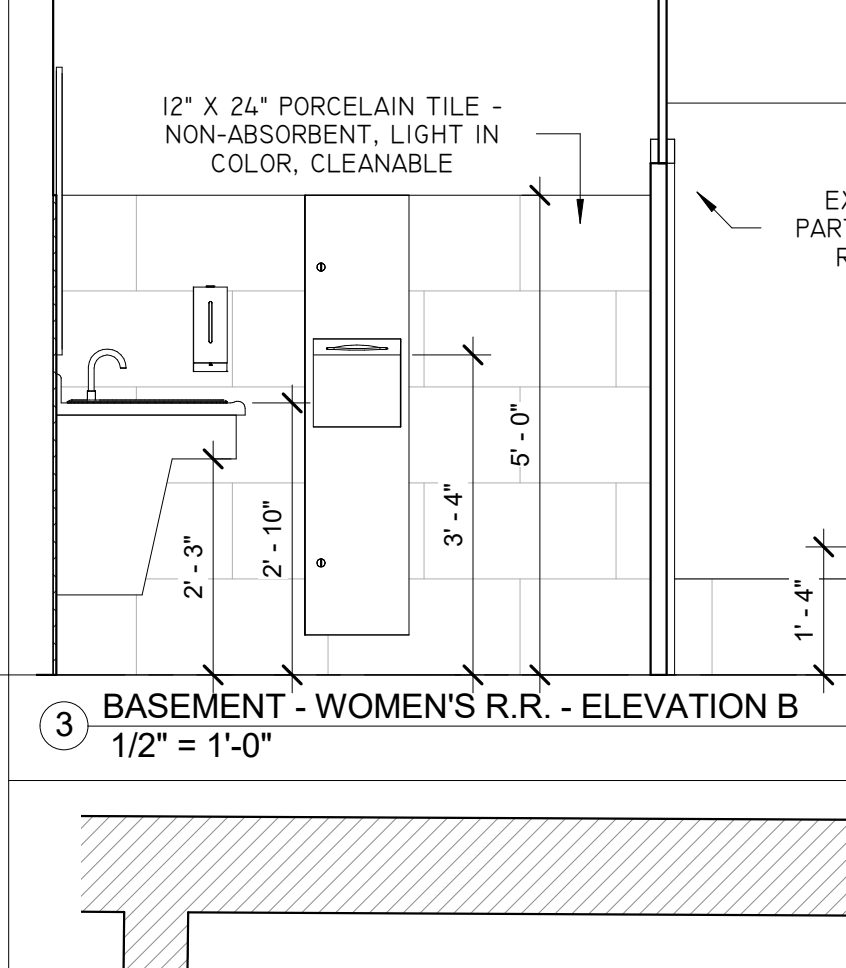 12" X 24" PORCELAIN TILE -
NON-ABSORBENT, LIGHT IN
COLOR, CLEANABLE
5' - 0"
3' - 4"
2' - 10"
2' - 3"
1' - 4"
3
BASEMENT - WOMEN'S R.R. - ELEVATION B
1/2" = 1'-0"